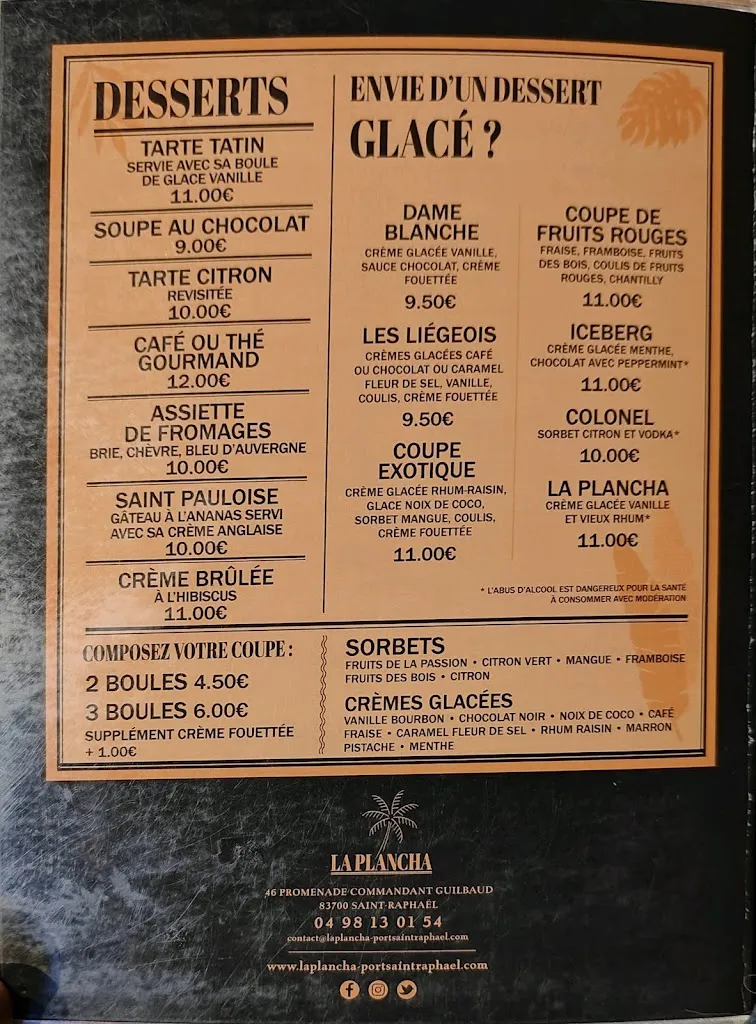 DESSERTS
TARTE TATIN
SERVIE AVEC SA BOULE
DE GLACE VANILLE
11.00€
SOUPE AU CHOCOLAT
9.00€
TARTE CITRON
REVISITÉE
10.00€
CAFÉ OU THÉ
GOURMAND
12.00€
ASSIETTE
DE FROMAGES
BRIE, CHÈVRE, BLEU D'AUVERGNE
10.00€
SAINT PAULOISE
GÂTEAU À L'ANANAS SERVI
AVEC SA CRÈME ANGLAISE
10.00€
CRÈME BRÛLÉE
À L'HIBISCUS
11.00€
ENVIE D'UN DESSERT
GLACÉ ?
DAME
BLANCHE
CRÈME GLACÉE VANILLE,
SAUCE CHOCOLAT, CRÈME
FOUETTÉE
9.50€
LES LIÉGEOIS
CRÈMES GLACÉES CAFÉ
OU CHOCOLAT OU CARAMEL
FLEUR DE SEL, VANILLE,
COULIS, CRÈME FOUETTÉE
9.50€
COUPE
EXOTIQUE
CRÈME GLACÉE RHUM-RAISIN,
GLACE NOIX DE COCO,
SORBET MANGUE, COULIS,
CRÈME FOUETTÉE
11.00€
COUPE DE
FRUITS ROUGES
FRAISE, FRAMBOISE, FRUITS
DES BOIS, COULIS DE FRUITS
ROUGES, CHANTILLY
11.00€
ICEBERG
CRÈME GLACÉE MENTHE,
CHOCOLAT AVEC PEPPERMINT*
11.00€
COLONEL
SORBET CITRON ET VODKA*
10.00€
LA PLANCHA
CRÈME GLACÉE VANILLE
ET VIEUX RHUM*
11.00€
* L'ABUS D'ALCOOL EST DANGEREUX POUR LA SANTÉ
À CONSOMMER AVEC MODÉRATION
COMPOSEZ VOTRE COUPE :
2 BOULES 4.50€
3 BOULES 6.00€
SUPPLÉMENT CRÈME FOUETTÉE
+ 1.00€
SORBETS
FRUITS DE LA PASSION • CITRON VERT • MANGUE • FRAMBOISE
FRUITS DES BOIS • CITRON
CRÈMES GLACÉES
VANILLE BOURBON • CHOCOLAT NOIR • NOIX DE COCO • CAFÉ
FRAISE • CARAMEL FLEUR DE SEL • RHUM RAISIN • MARRON
PISTACHE • MENTHE
LA PLANCHA
46 PROMENADE COMMANDANT GUILBAUD
83700 SAINT-RAPHAËL
04 98 13 01 54
contact@laplancha-portsaintraphael.com
www.laplancha-portsaintraphael.com